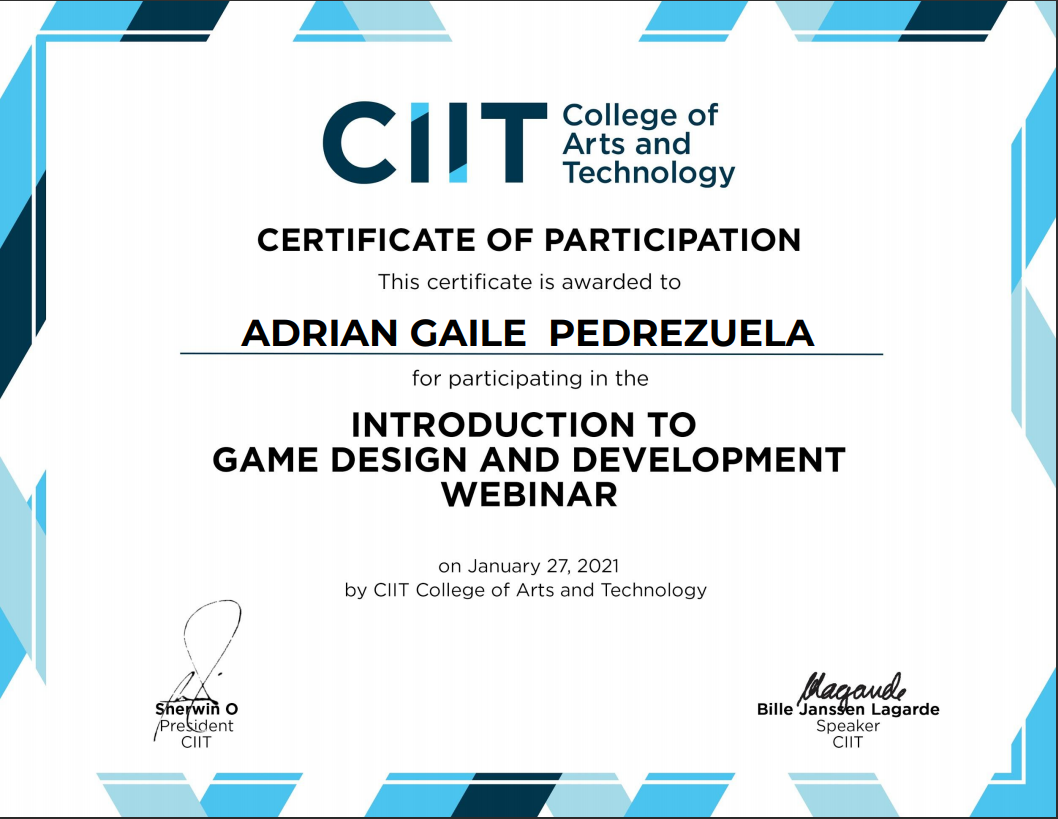 CIIT College of
Arts and
Technology
CERTIFICATE OF PARTICIPATION
This certificate is awarded to
ADRIAN GAILE  PEDREZUELA
for participating in the
INTRODUCTION TO
GAME DESIGN AND DEVELOPMENT
WEBINAR
on January 27, 2021
by CIIT College of Arts and Technology
Sherwin O
President
CIIT
Bille Janssen Lagarde
Speaker
CIIT